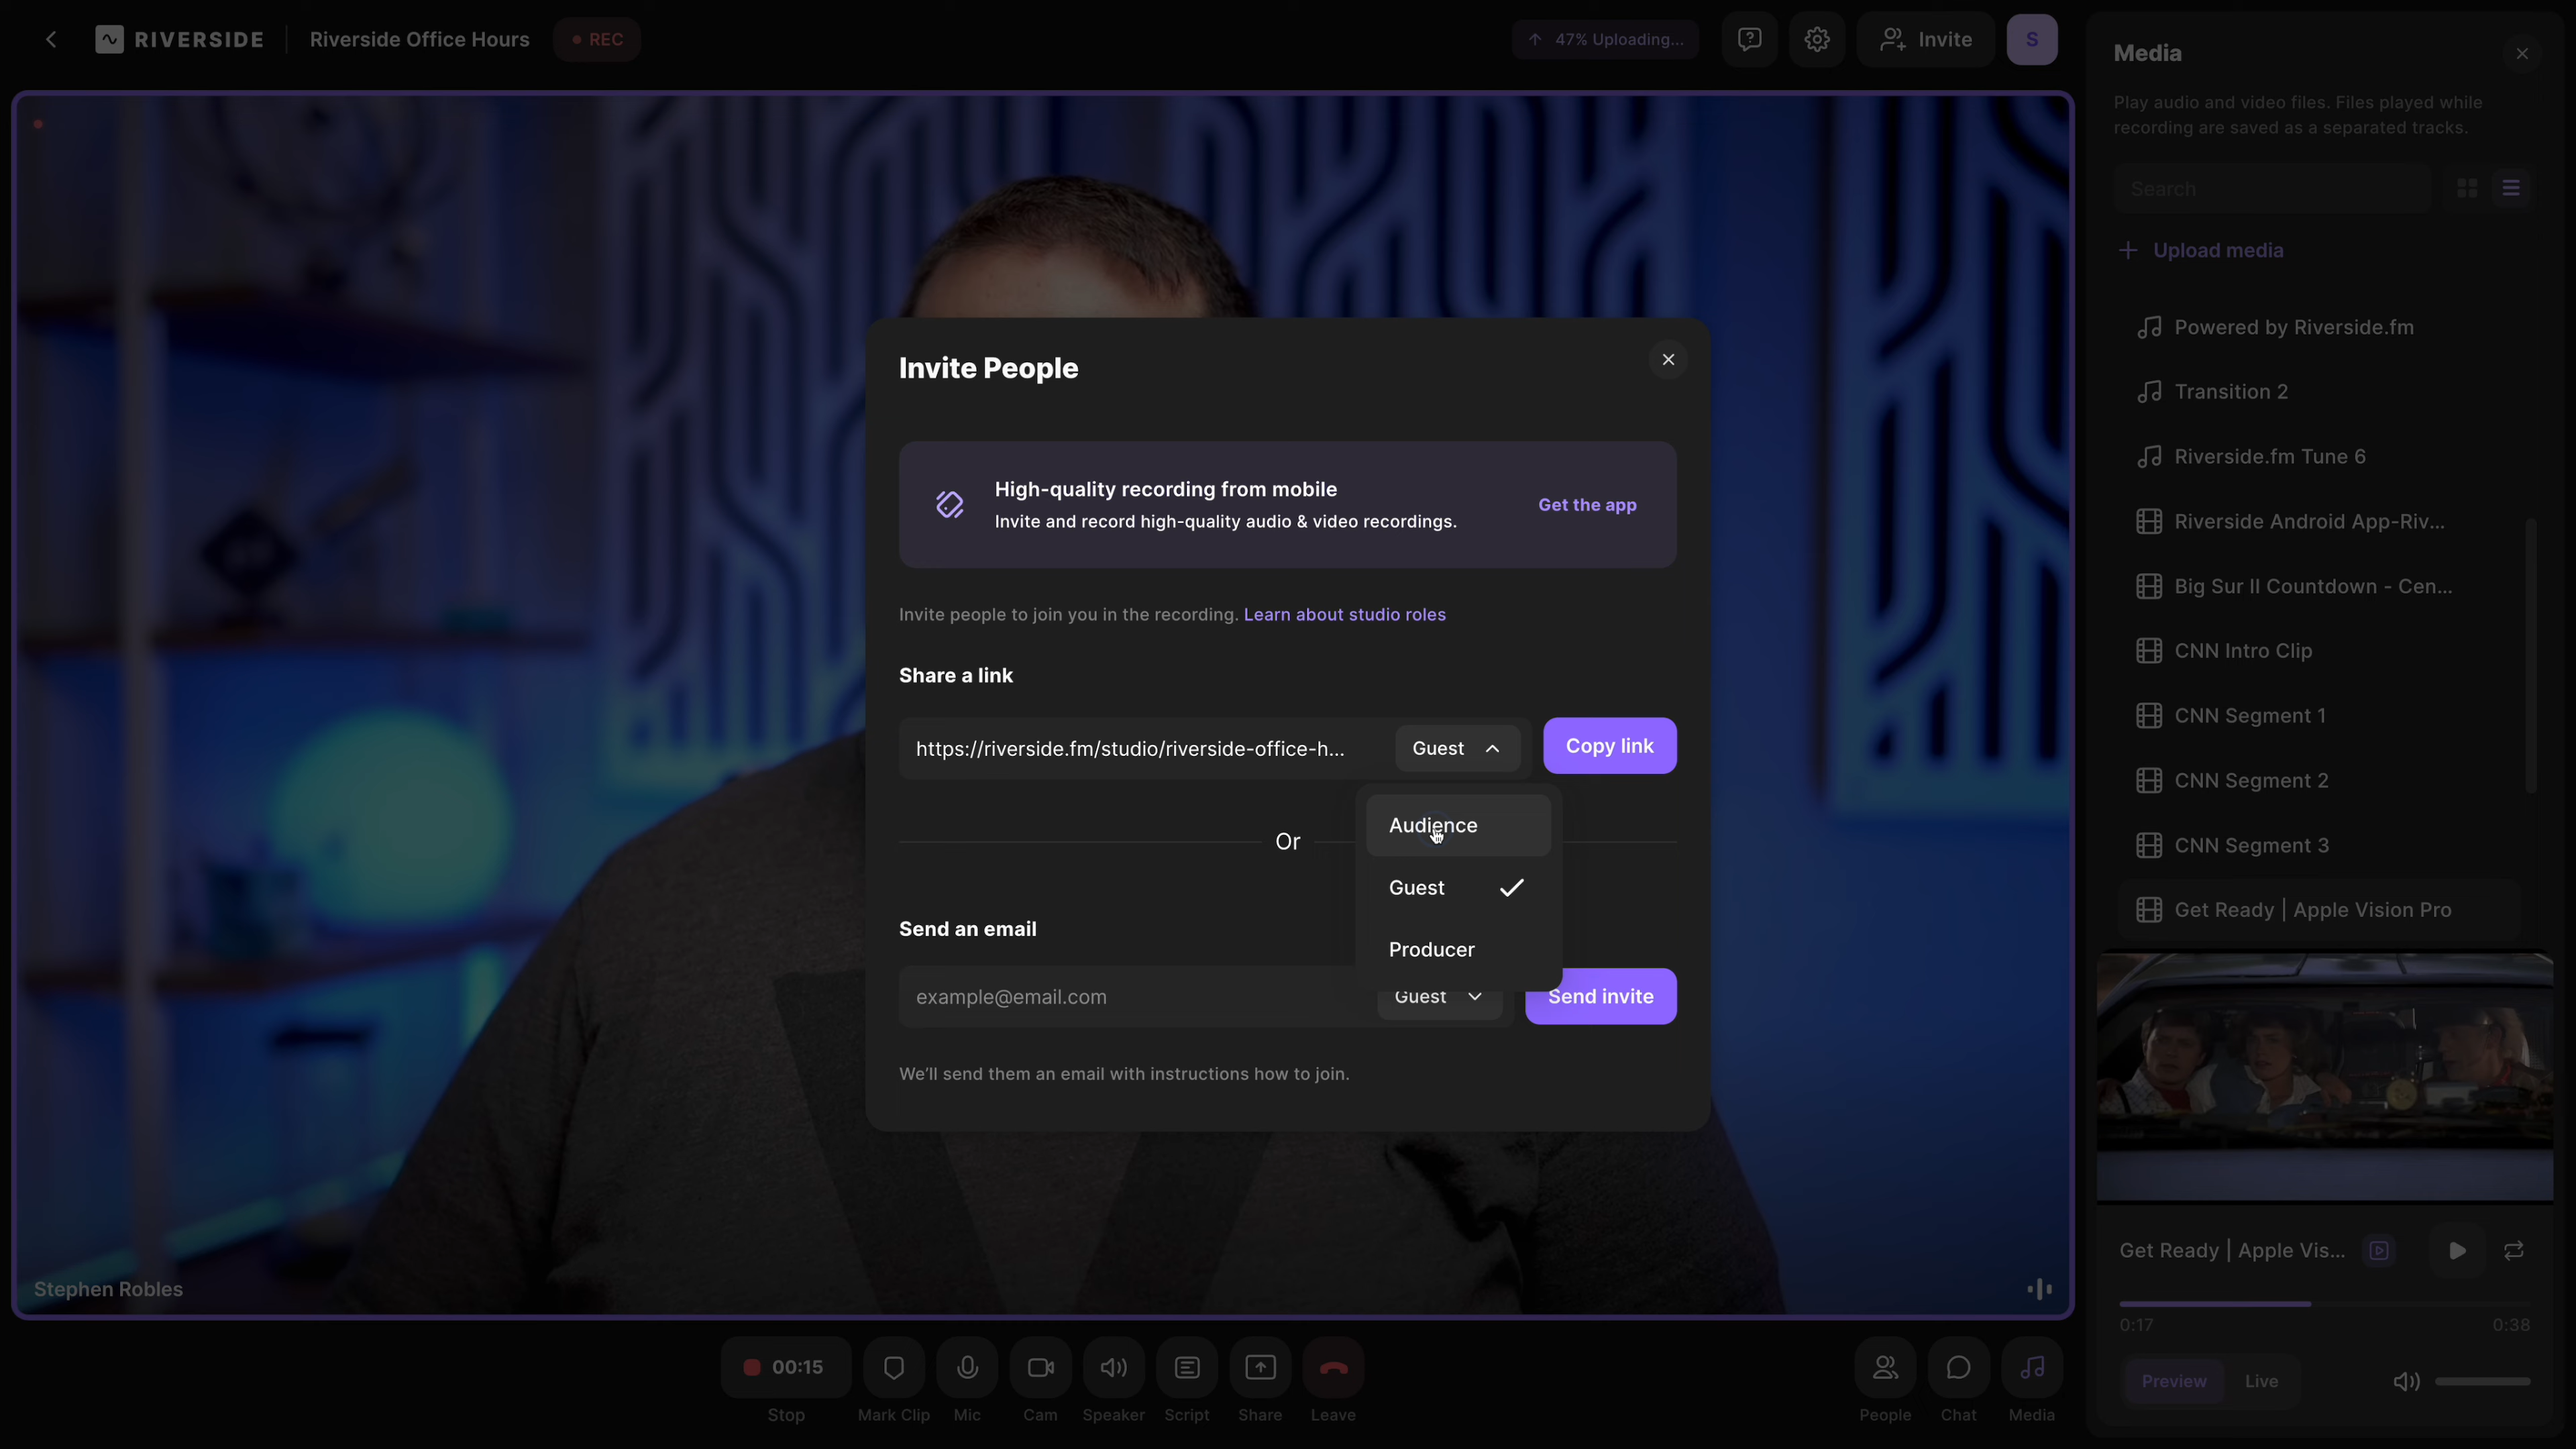 RIVERSIDE
Riverside Office Hours
REC
47% Uploading...
Invite
S
Media
Play audio and video files. Files played while
recording are saved as a separated tracks.
Search
Upload media
Powered by Riverside.fm
Transition 2
Riverside.fm Tune 6
Riverside Android App-Riv...
Big Sur II Countdown - Cen...
CNN Intro Clip
CNN Segment 1
CNN Segment 2
CNN Segment 3
Get Ready | Apple Vision Pro
Get Ready | Apple Vis...
0:17
0:38
Preview
Live
Invite People
High-quality recording from mobile
Invite and record high-quality audio & video recordings.
Get the app
Invite people to join you in the recording. Learn about studio roles
Share a link
https://riverside.fm/studio/riverside-office-h...
Guest
Copy link
Audience
Or
Guest
Producer
Send an email
example@email.com
Guest
Send invite
We'll send them an email with instructions how to join.
Stephen Robles
00:15
Stop
Mark Clip
Mic
Cam
Speaker
Script
Share
Leave
People
Chat
Media